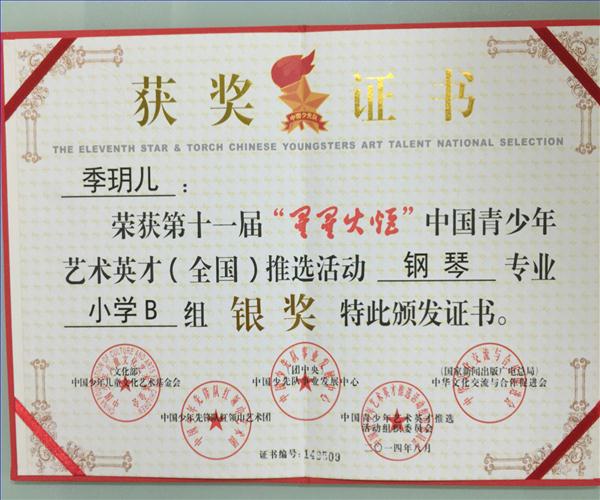 获奖证书
中国少先队
THE ELEVENTH STAR & TORCH CHINESE YOUNGSTERS ART TALENT NATIONAL SELECTION
季玥儿：
荣获第十一届“星星火炬”中国青少年
艺术英才(全国)推选活动 钢琴 专业
小学B 组 银奖 特此颁发证书。
(文化部) (团中央) (国家新闻出版广电总局)
中国少年儿童文化艺术基金会 中国少先队事业发展中心 中华文化交流与合作促进会
中国少年先锋队红领巾艺术团 中国青少年艺术英才推选
活动组织委员会
证书编号: 二〇一四年八月